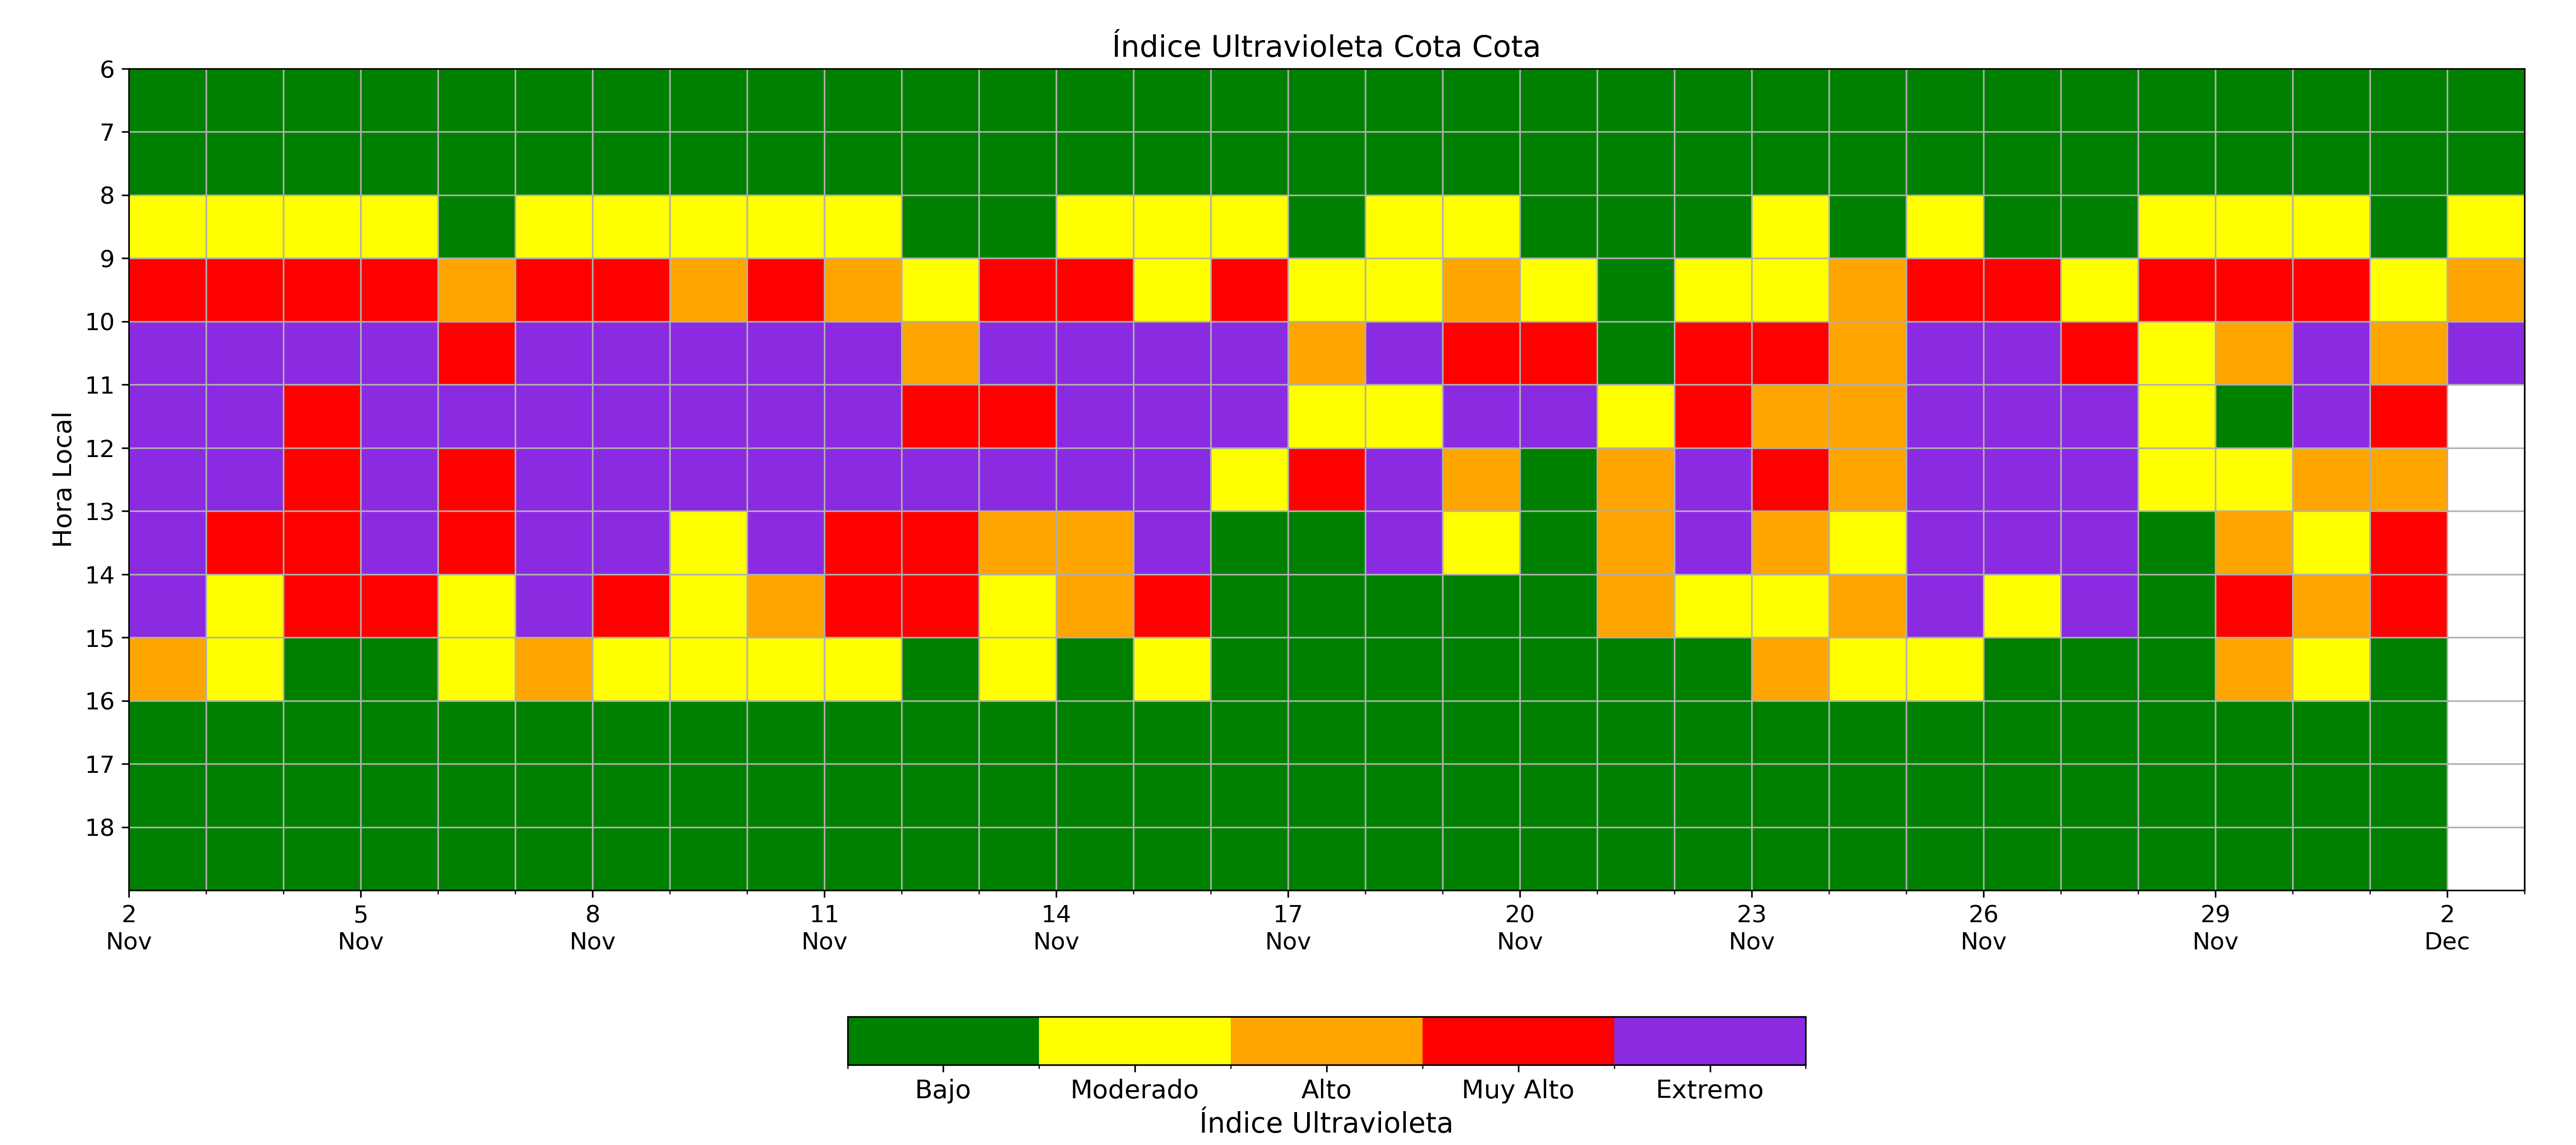 Índice Ultravioleta Cota Cota
Hora Local
6
7
8
9
10
11
12
13
14
15
16
17
18
2 5 8 11 14 17 20 23 26 29 2
Nov Nov Nov Nov Nov Nov Nov Nov Nov Nov Dec
Bajo Moderado Alto Muy Alto Extremo
Índice Ultravioleta